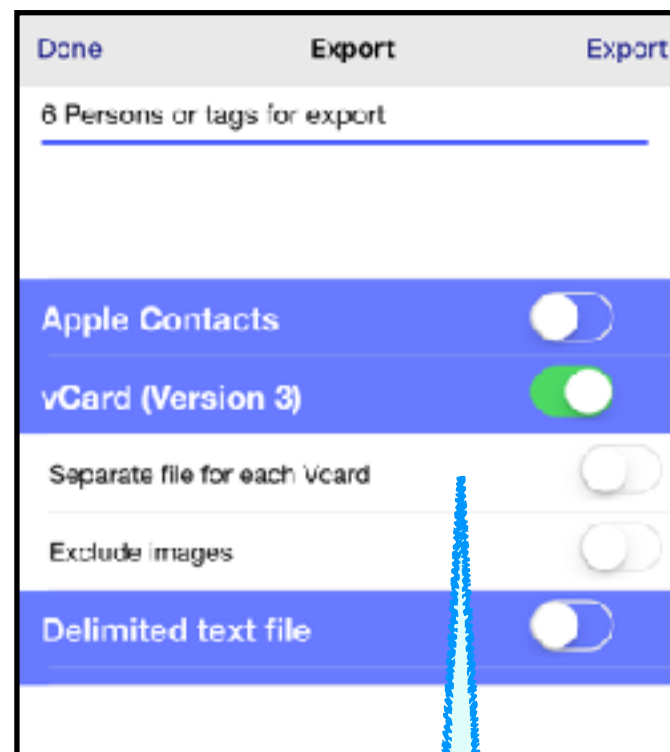 Done Export Export
6 Persons or tags for export
Apple Contacts
vCard (Version 3)
Separate file for each Vcard
Exclude images
Delimited text file